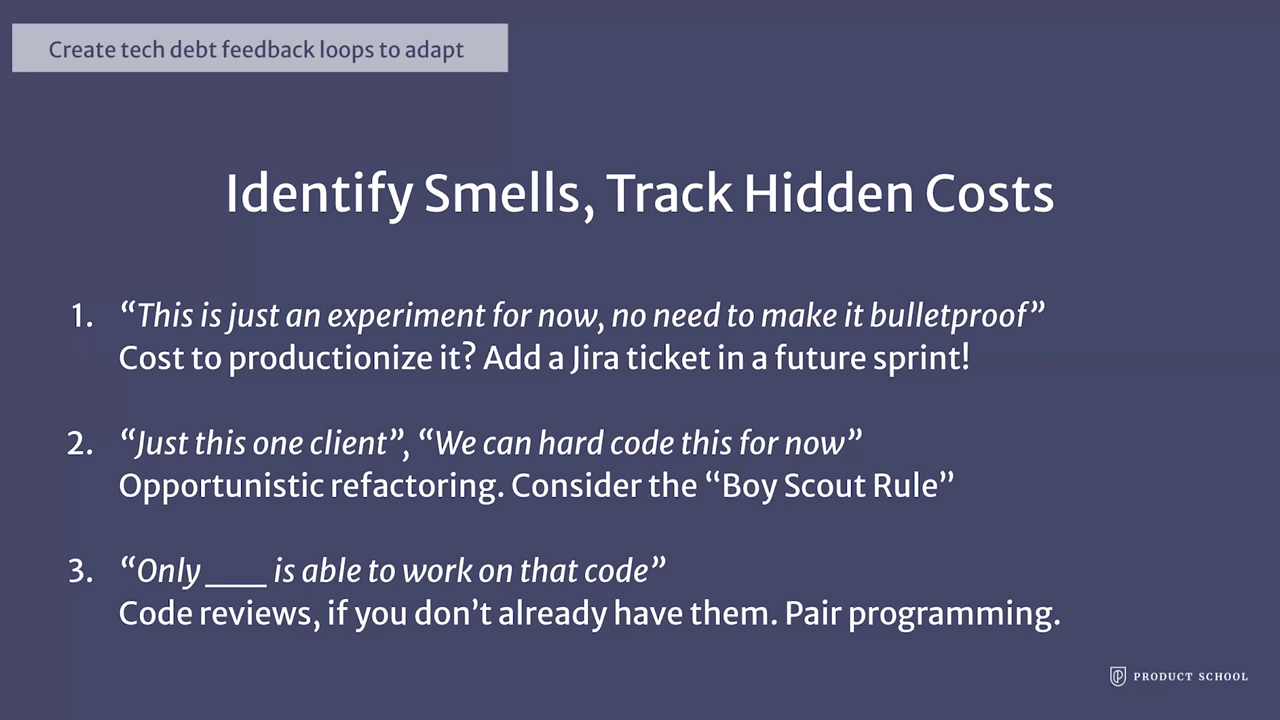 Create tech debt feedback loops to adapt
Identify Smells, Track Hidden Costs
1. “This is just an experiment for now, no need to make it bulletproof”
Cost to productionize it? Add a Jira ticket in a future sprint!
2. “Just this one client”, “We can hard code this for now”
Opportunistic refactoring. Consider the “Boy Scout Rule”
3. “Only ___ is able to work on that code”
Code reviews, if you don’t already have them. Pair programming.
PRODUCT SCHOOL